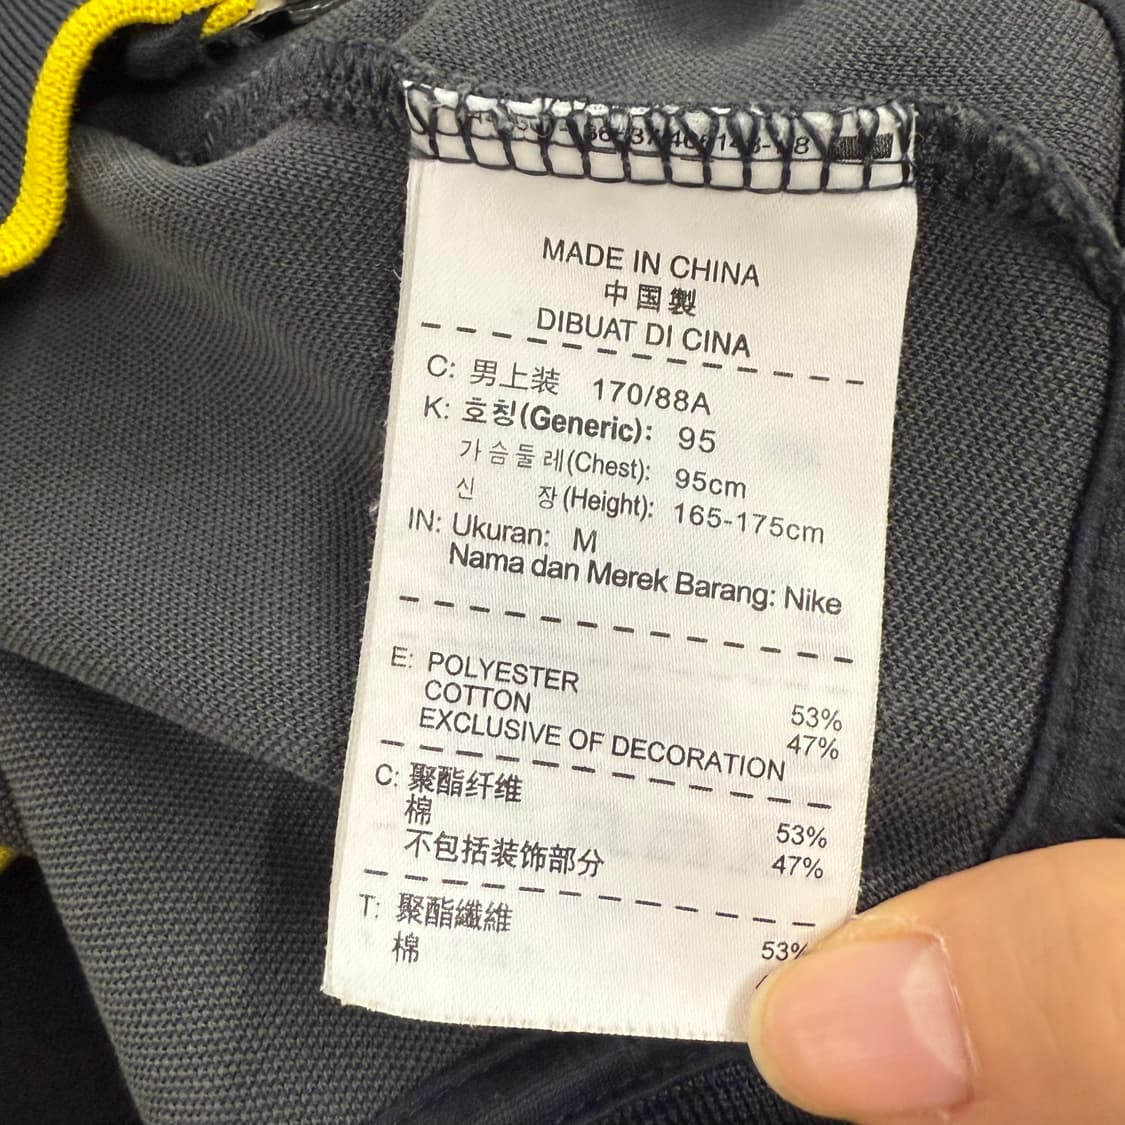 MADE IN CHINA
中国製
DIBUAT DI CINA
C: 男上装 170/88A
K: 호칭(Generic): 95
가슴둘레(Chest): 95cm
신 장(Height): 165-175cm
IN: Ukuran: M
Nama dan Merek Barang: Nike
E: POLYESTER 53%
COTTON 47%
EXCLUSIVE OF DECORATION
C: 聚酯纤维 53%
棉 47%
不包括装饰部分
T: 聚酯纖維 53%
棉